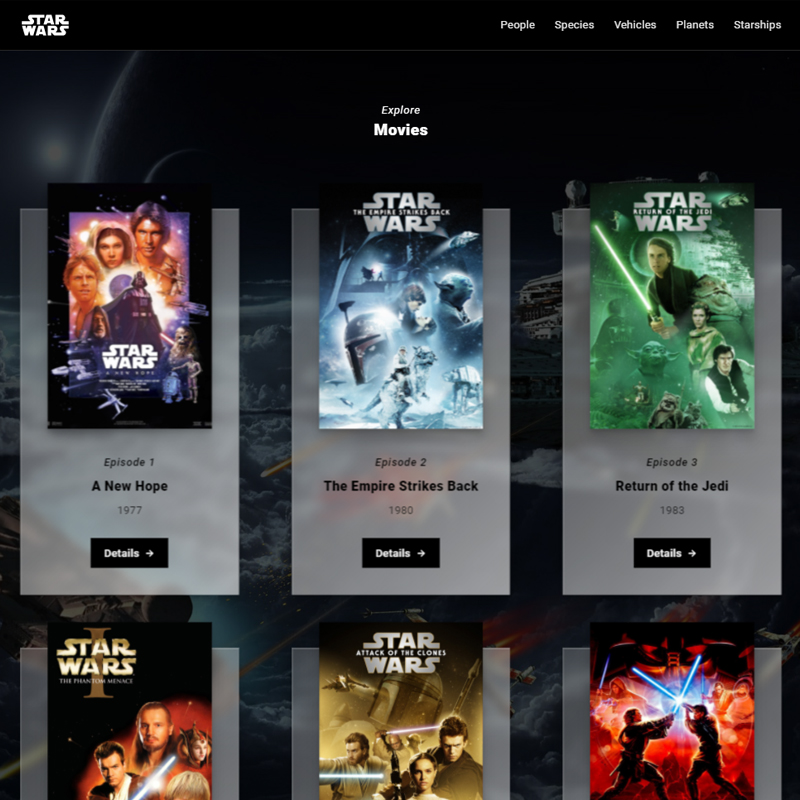 STAR WARS
People Species Vehicles Planets Starships
Explore
Movies
STAR WARS
A NEW HOPE
STAR
THE EMPIRE STRIKES BACK
WARS
STAR
RETURN OF THE JEDI
WARS
Episode 1
A New Hope
1977
Details →
Episode 2
The Empire Strikes Back
1980
Details →
Episode 3
Return of the Jedi
1983
Details →
I
STAR WARS
THE PHANTOM MENACE
STAR
ATTACK OF THE CLONES
WARS